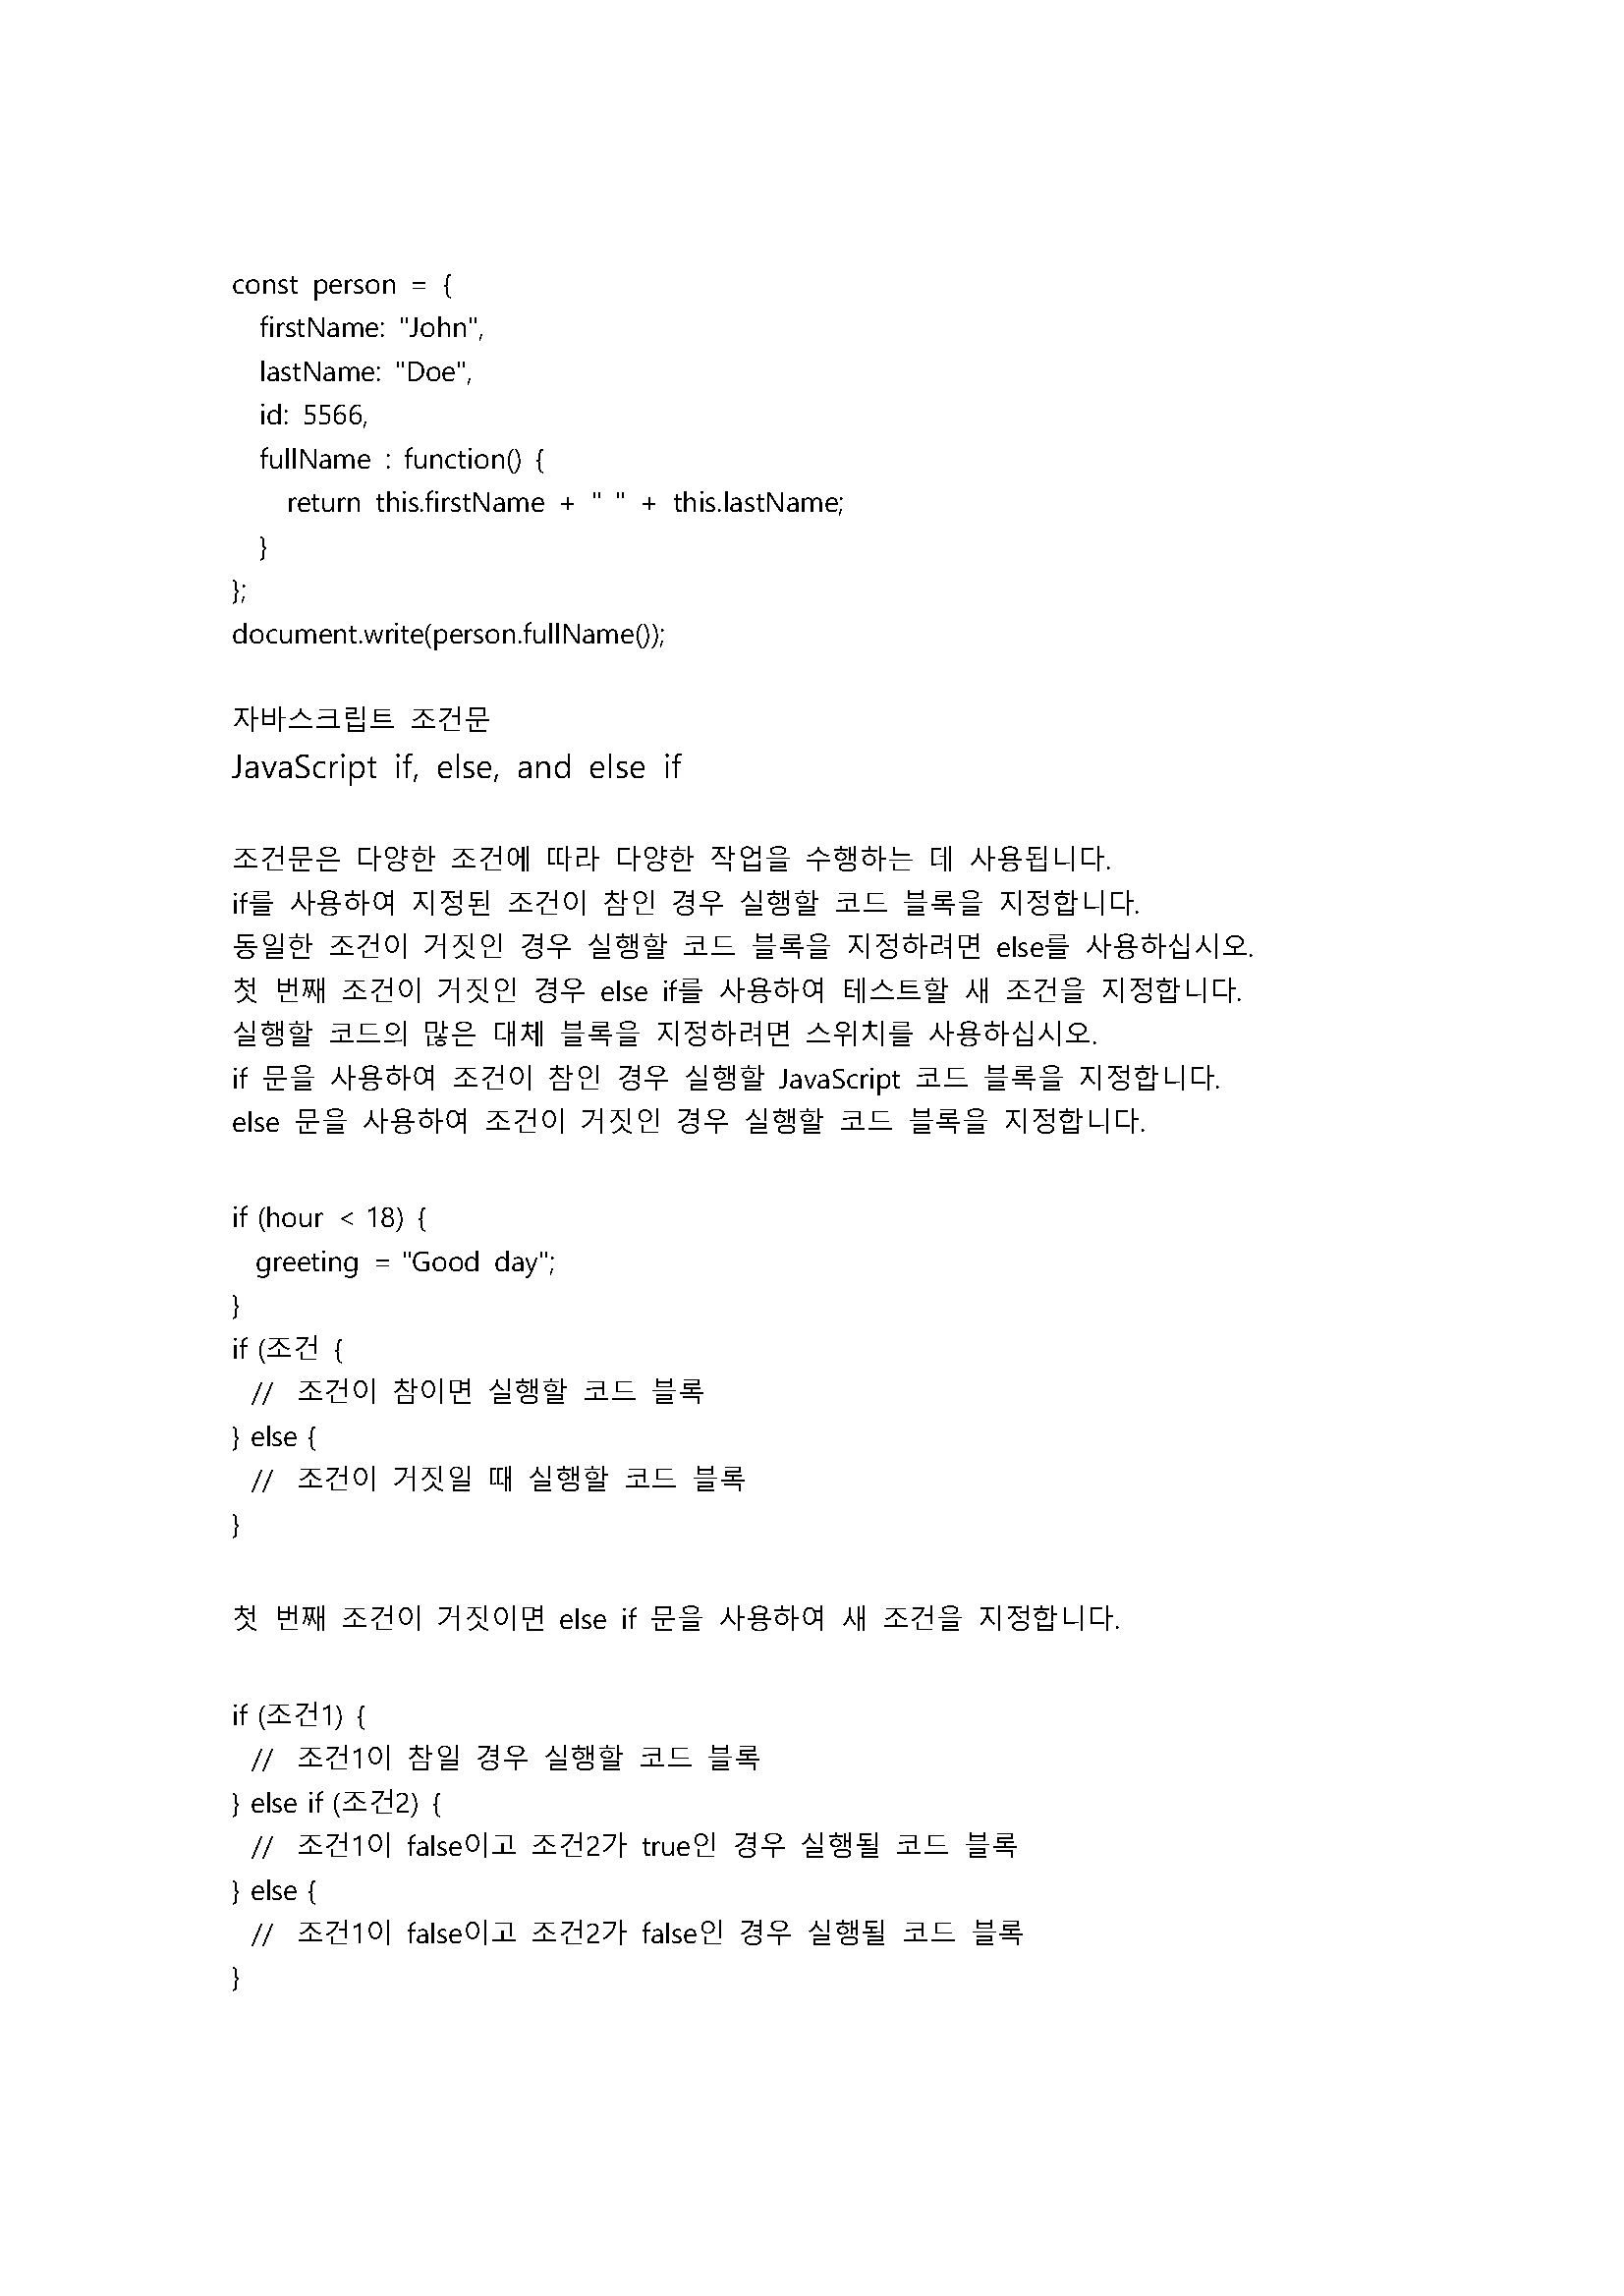 const person = {
firstName: "John",
lastName: "Doe",
id: 5566,
fullName : function() {
return this.firstName + " " + this.lastName;
}
};
document.write(person.fullName());
자바스크립트 조건문
JavaScript if, else, and else if
조건문은 다양한 조건에 따라 다양한 작업을 수행하는 데 사용됩니다.
if를 사용하여 지정된 조건이 참인 경우 실행할 코드 블록을 지정합니다.
동일한 조건이 거짓인 경우 실행할 코드 블록을 지정하려면 else를 사용하십시오.
첫 번째 조건이 거짓인 경우 else if를 사용하여 테스트할 새 조건을 지정합니다.
실행할 코드의 많은 대체 블록을 지정하려면 스위치를 사용하십시오.
if 문을 사용하여 조건이 참인 경우 실행할 JavaScript 코드 블록을 지정합니다.
else 문을 사용하여 조건이 거짓인 경우 실행할 코드 블록을 지정합니다.
if (hour < 18) {
greeting = "Good day";
}
if (조건 {
// 조건이 참이면 실행할 코드 블록
} else {
// 조건이 거짓일 때 실행할 코드 블록
}
첫 번째 조건이 거짓이면 else if 문을 사용하여 새 조건을 지정합니다.
if (조건1) {
// 조건1이 참일 경우 실행할 코드 블록
} else if (조건2) {
// 조건1이 false이고 조건2가 true인 경우 실행될 코드 블록
} else {
// 조건1이 false이고 조건2가 false인 경우 실행될 코드 블록
}